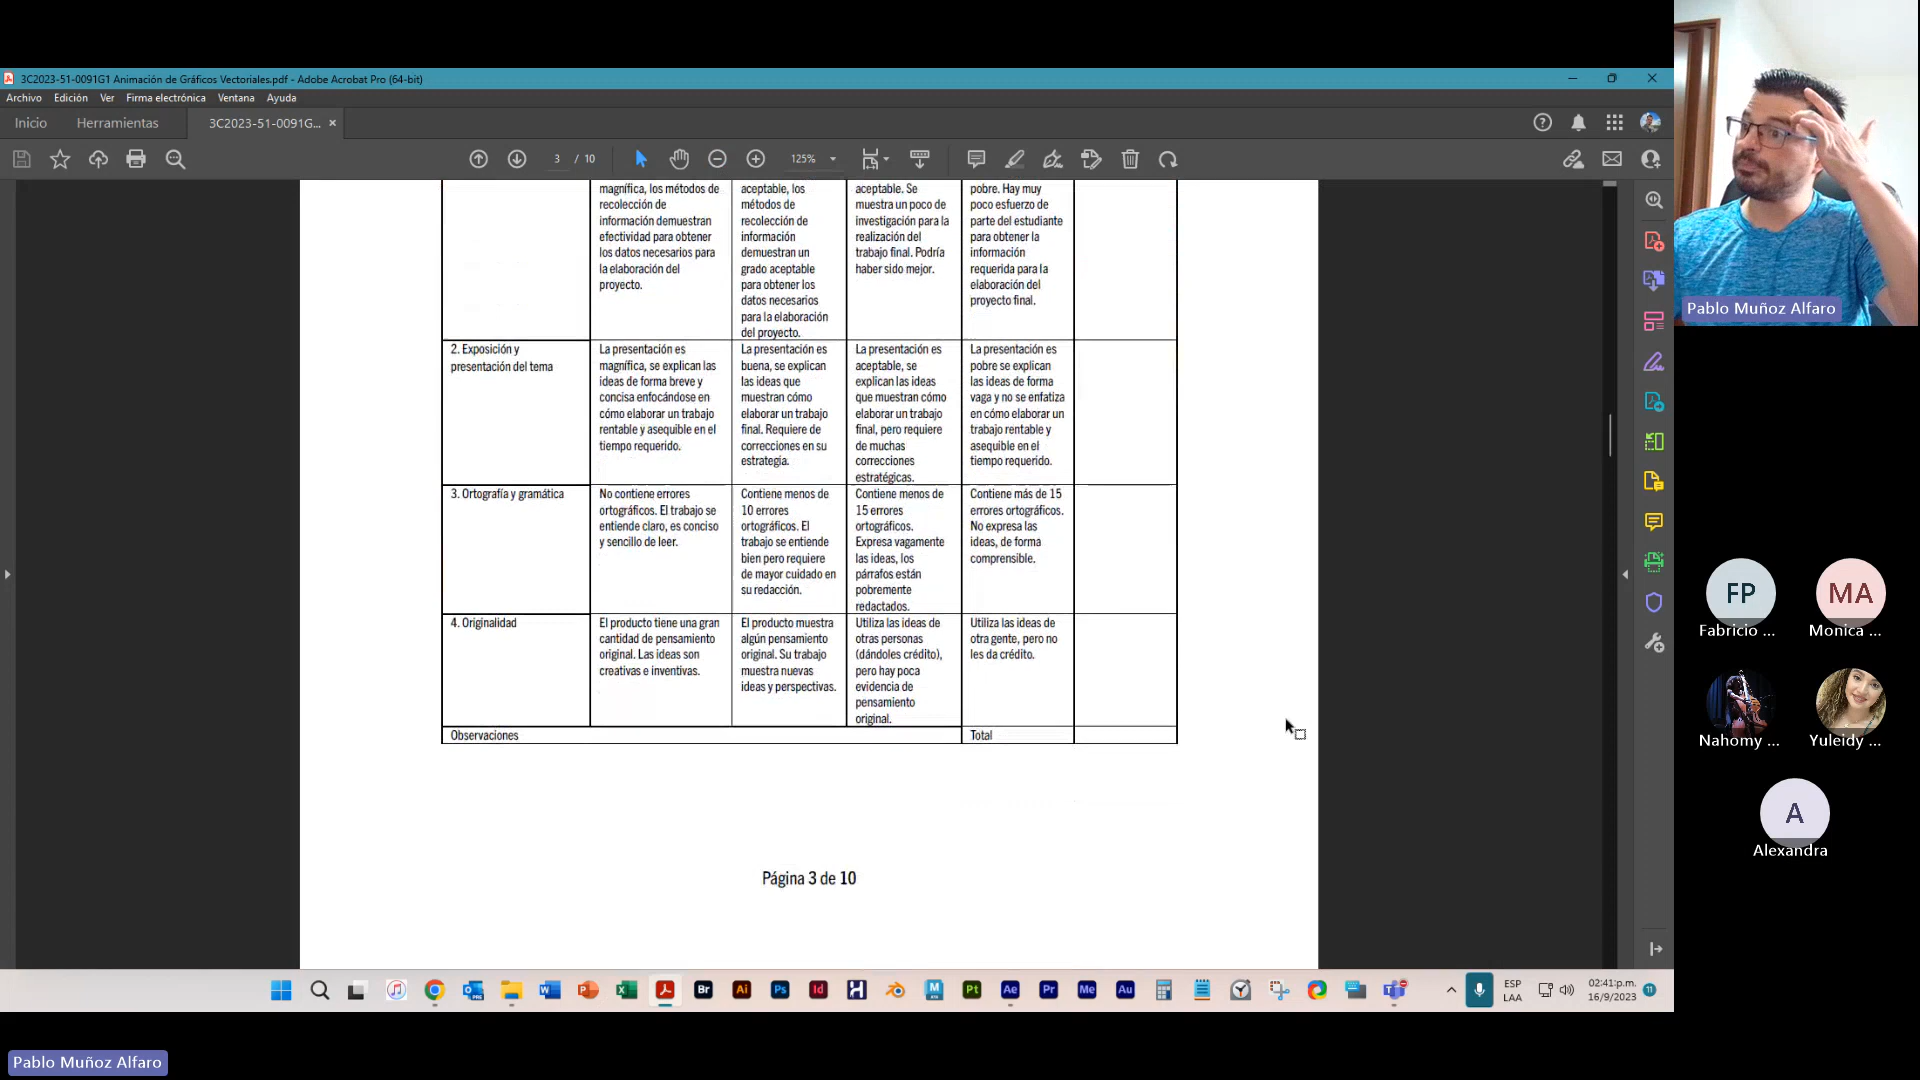 3C2023-51-0091G1 Animación de Gráficos Vectoriales.pdf - Adobe Acrobat Pro (64-bit)
Archivo Edición Ver Firma electrónica Ventana Ayuda
Inicio Herramientas 3C2023-51-0091G... ×
3 / 10 125%
magnífica, los métodos de
recolección de
información demuestran
efectividad para obtener
los datos necesarios para
la elaboración del
proyecto.
aceptable, los
métodos de
recolección de
información
demuestran un
grado aceptable
para obtener los
datos necesarios
para la elaboración
del proyecto.
aceptable. Se
muestra un poco de
investigación para la
realización del
trabajo final. Podría
haber sido mejor.
pobre. Hay muy
poco esfuerzo de
parte del estudiante
para obtener la
información
requerida para la
elaboración del
proyecto final.
2. Exposición y
presentación del tema
La presentación es
magnífica, se explican las
ideas de forma breve y
concisa enfocándose en
cómo elaborar un trabajo
rentable y asequible en el
tiempo requerido.
La presentación es
buena, se explican
las ideas que
muestran cómo
elaborar un trabajo
final. Requiere de
correcciones en su
estrategia.
La presentación es
aceptable, se
explican las ideas
que muestran cómo
elaborar un trabajo
final, pero requiere
de muchas
correcciones
estratégicas.
La presentación es
pobre se explican
las ideas de forma
vaga y no se enfatiza
en cómo elaborar un
trabajo rentable y
asequible en el
tiempo requerido.
3. Ortografía y gramática
No contiene errores
ortográficos. El trabajo se
entiende claro, es conciso
y sencillo de leer.
Contiene menos de
10 errores
ortográficos. El
trabajo se entiende
bien pero requiere
de mayor cuidado en
su redacción.
Contiene menos de
15 errores
ortográficos.
Expresa vagamente
las ideas, los
párrafos están
pobremente
redactados.
Contiene más de 15
errores ortográficos.
No expresa las
ideas, de forma
comprensible.
4. Originalidad
El producto tiene una gran
cantidad de pensamiento
original. Las ideas son
creativas e inventivas.
El producto muestra
algún pensamiento
original. Su trabajo
muestra nuevas
ideas y perspectivas.
Utiliza las ideas de
otras personas
(dándoles crédito),
pero hay poca
evidencia de
pensamiento
original.
Utiliza las ideas de
otra gente, pero no
les da crédito.
Observaciones
Total
Página 3 de 10
Pablo Muñoz Alfaro
FP
Fabricio ...
MA
Monica ...
Nahomy ...
Yuleidy ...
A
Alexandra
Br Ai Ps Id Pt Ae Pr Me Au
ESP
LAA
02:41 p.m.
16/9/2023
11
Pablo Muñoz Alfaro